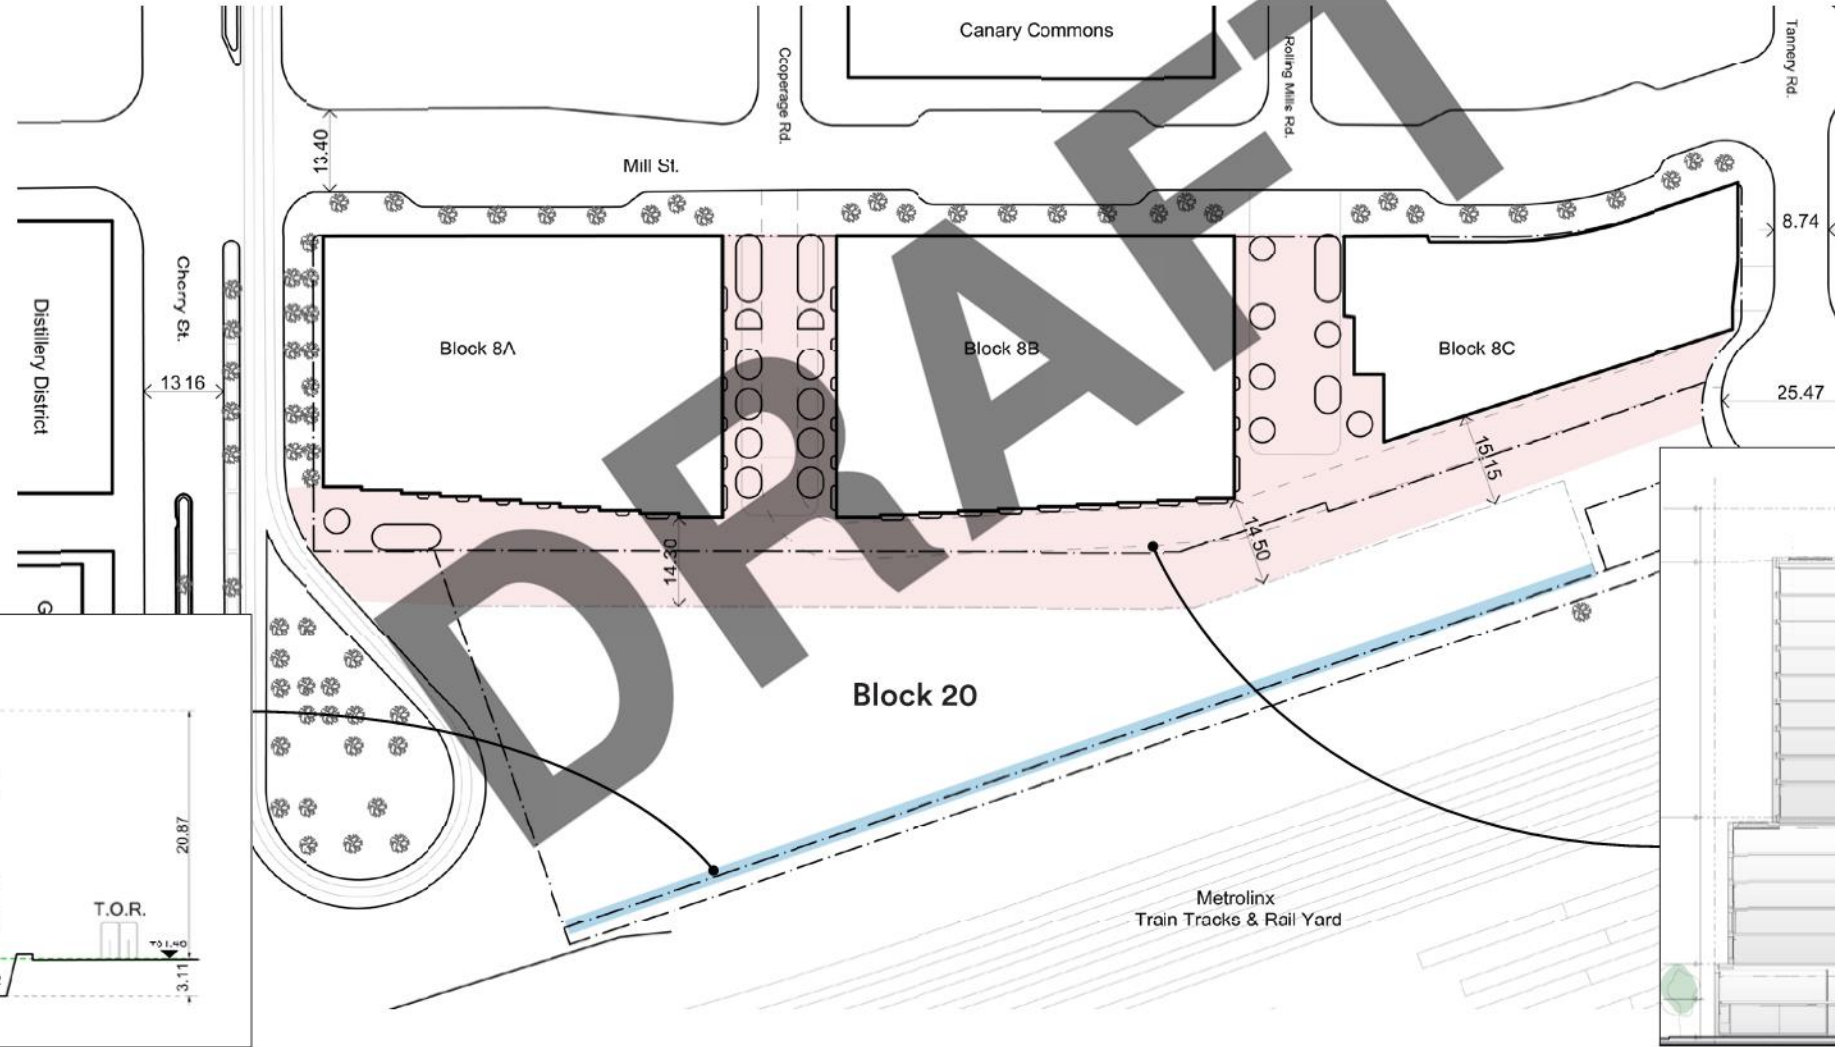 Canary Commons
Ccoperage Rd.
Rolling Mills Rd.
Tannery Rd.
13.40
Mill St.
8.74
Cherry St.
Distillery District
13 16
Block 8A
Block 8B
Block 8C
25.47
15.15
14.50
14.30
G
DRAFT
Block 20
20.87
T.O.R.
3.11
Metrolinx
Train Tracks & Rail Yard